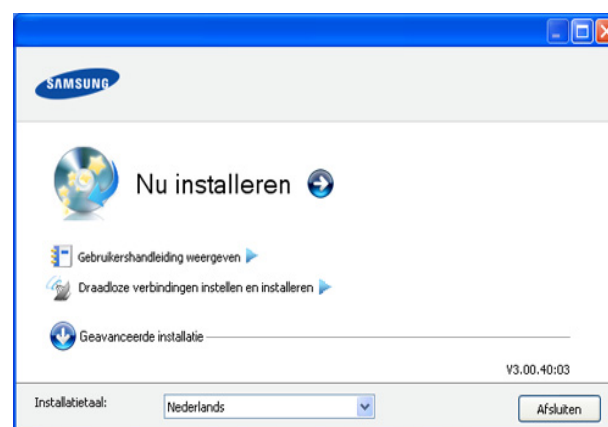 SAMSUNG
Nu installeren
Gebruikershandleiding weergeven
Draadloze verbindingen instellen en installeren
Geavanceerde installatie
V3.00.40:03
Installatietaal:
Nederlands
Afsluiten